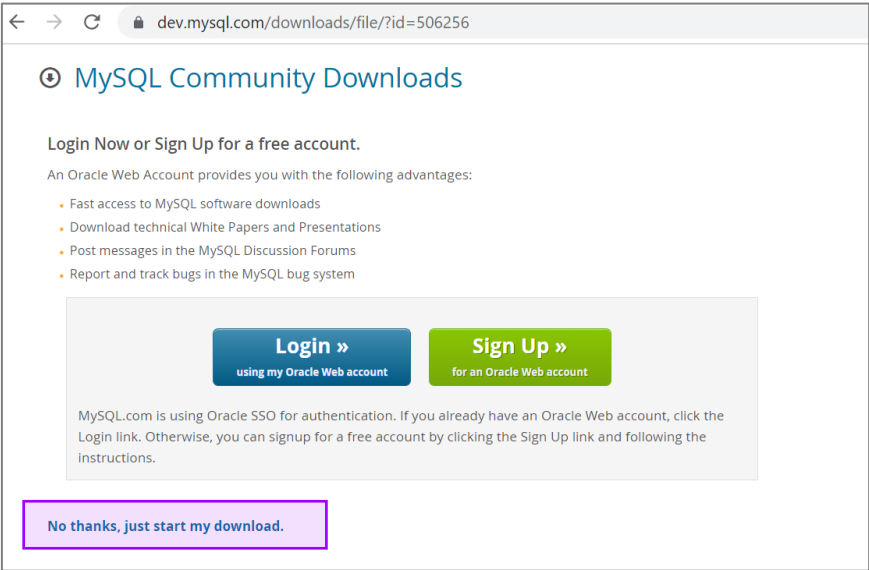 dev.mysql.com/downloads/file/?id=506256
MySQL Community Downloads
Login Now or Sign Up for a free account.
An Oracle Web Account provides you with the following advantages:
Fast access to MySQL software downloads
Download technical White Papers and Presentations
Post messages in the MySQL Discussion Forums
Report and track bugs in the MySQL bug system
Login »
using my Oracle Web account
Sign Up »
for an Oracle Web account
MySQL.com is using Oracle SSO for authentication. If you already have an Oracle Web account, click the
Login link. Otherwise, you can signup for a free account by clicking the Sign Up link and following the
instructions.
No thanks, just start my download.